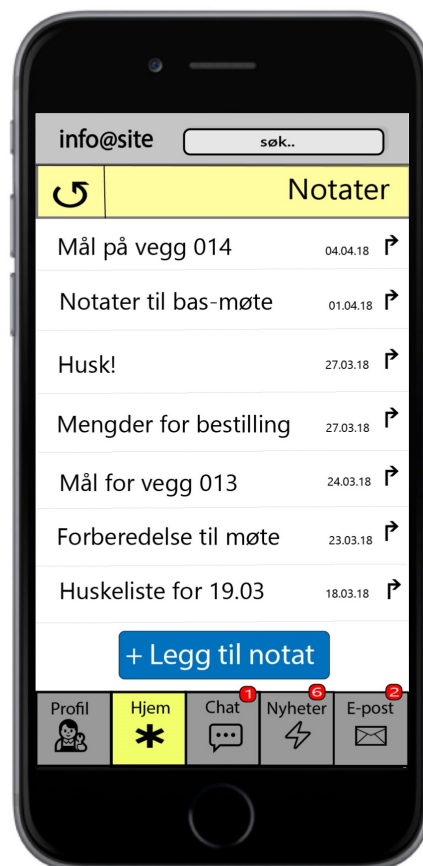 info@site søk..
Notater
Mål på vegg 014 04.04.18
Notater til bas-møte 01.04.18
Husk! 27.03.18
Mengder for bestilling 27.03.18
Mål for vegg 013 24.03.18
Forberedelse til møte 23.03.18
Huskeliste for 19.03 18.03.18
+ Legg til notat
1 6 2
Profil Hjem Chat Nyheter E-post